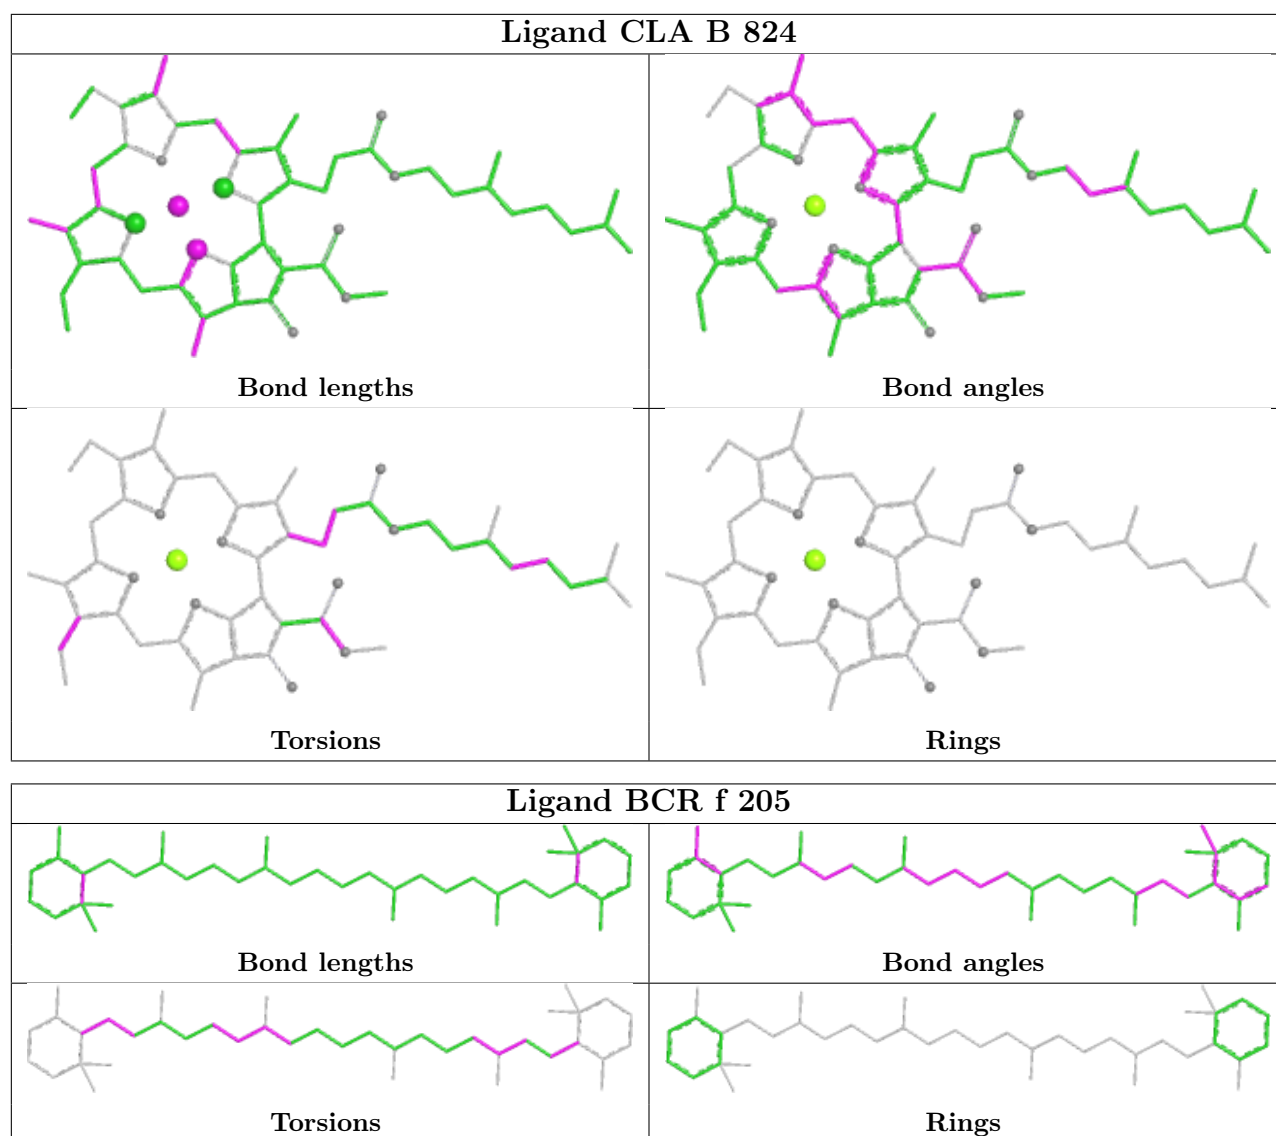 Ligand CLA B 824
Bond lengths
Bond angles
Torsions
Rings
Ligand BCR f 205
Bond lengths
Bond angles
Torsions
Rings